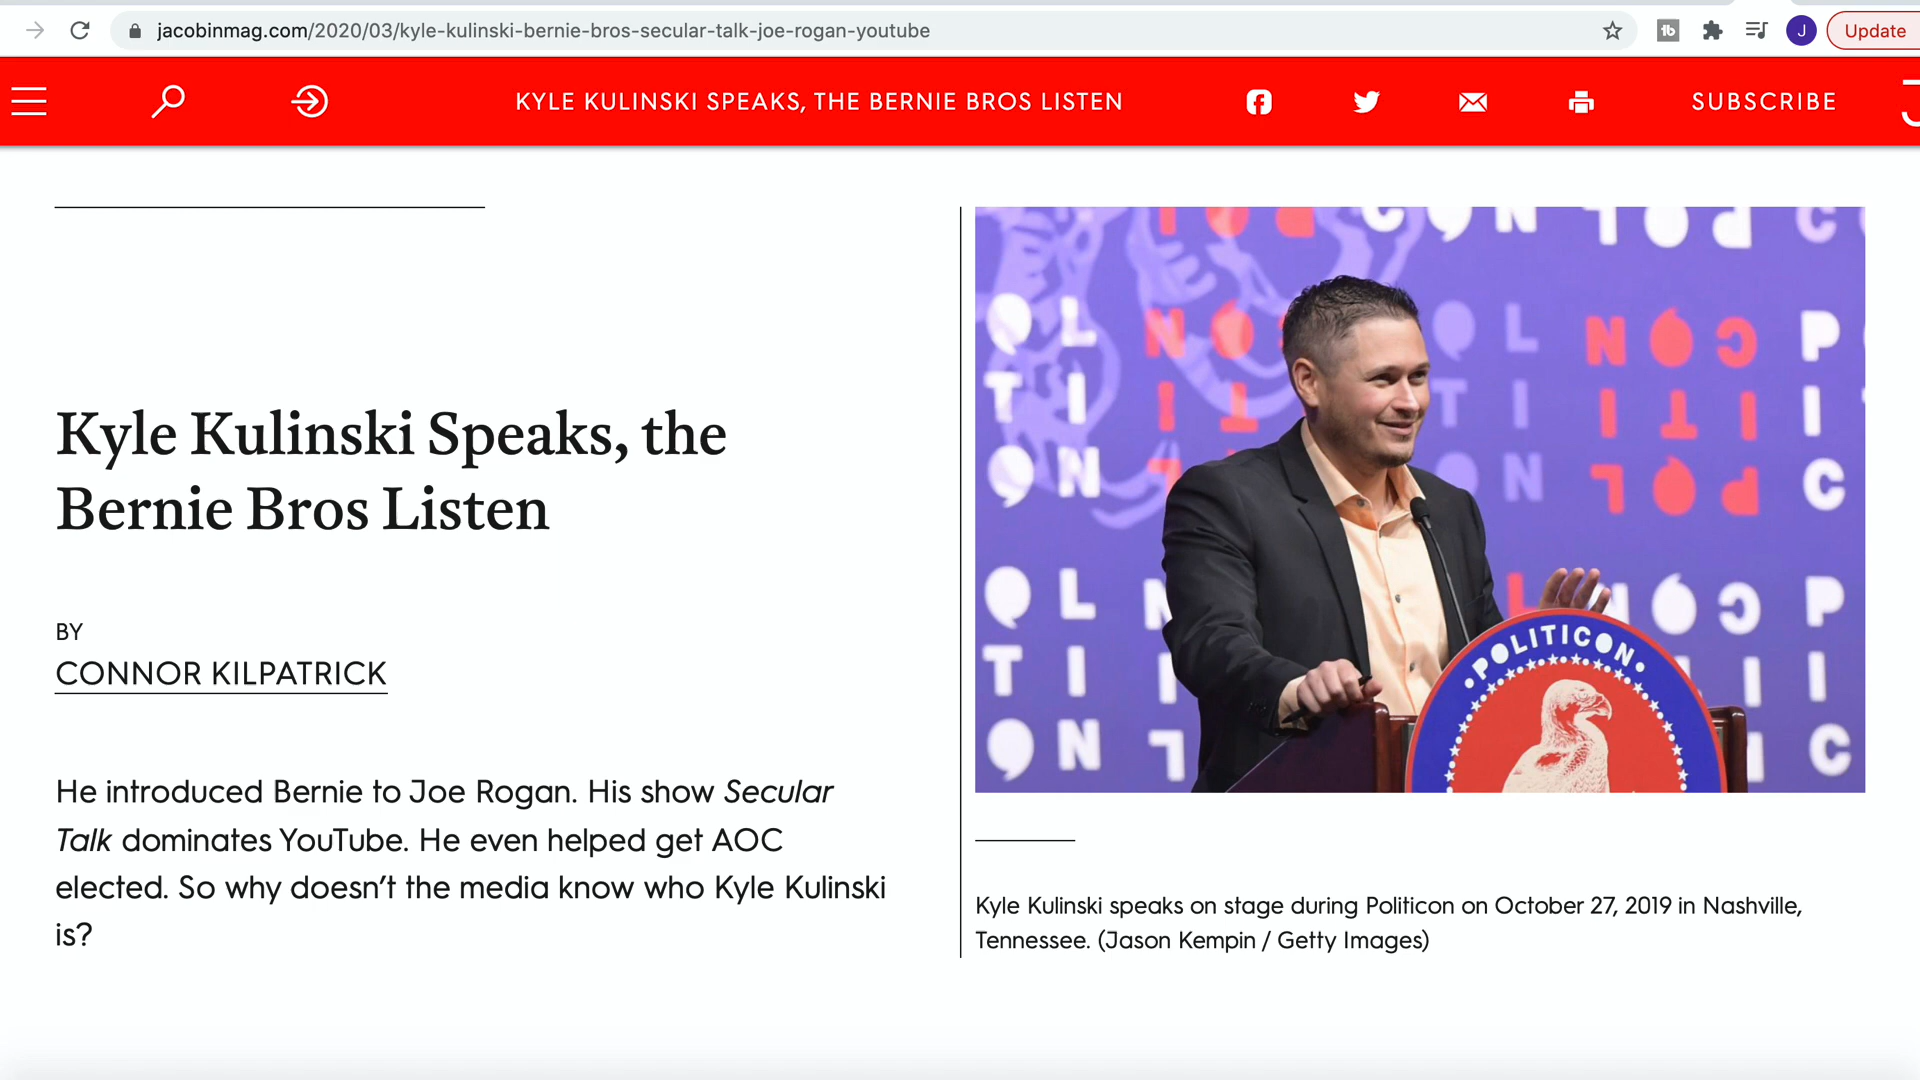 jacobinmag.com/2020/03/kyle-kulinski-bernie-bros-secular-talk-joe-rogan-youtube
J
Update
KYLE KULINSKI SPEAKS, THE BERNIE BROS LISTEN
SUBSCRIBE
Kyle Kulinski Speaks, the
Bernie Bros Listen
BY
CONNOR KILPATRICK
He introduced Bernie to Joe Rogan. His show Secular
Talk dominates YouTube. He even helped get AOC
elected. So why doesn’t the media know who Kyle Kulinski
is?
·POLITICON·
Kyle Kulinski speaks on stage during Politicon on October 27, 2019 in Nashville,
Tennessee. (Jason Kempin / Getty Images)